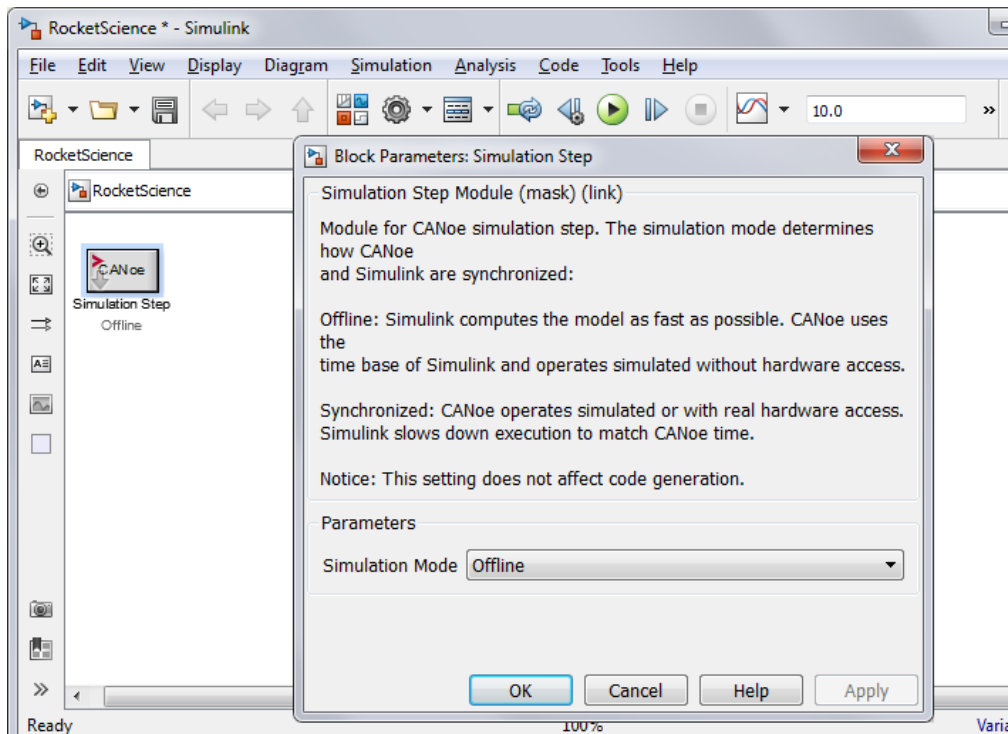 RocketScience * - Simulink
File Edit View Display Diagram Simulation Analysis Code Tools Help
10.0 »
RocketScience
RocketScience
CANoe
Simulation Step
Offline
Block Parameters: Simulation Step
Simulation Step Module (mask) (link)
Module for CANoe simulation step. The simulation mode determines
how CANoe
and Simulink are synchronized:
Offline: Simulink computes the model as fast as possible. CANoe uses
the
time base of Simulink and operates simulated without hardware access.
Synchronized: CANoe operates simulated or with real hardware access.
Simulink slows down execution to match CANoe time.
Notice: This setting does not affect code generation.
Parameters
Simulation Mode Offline
OK Cancel Help Apply
Ready 100% Varia